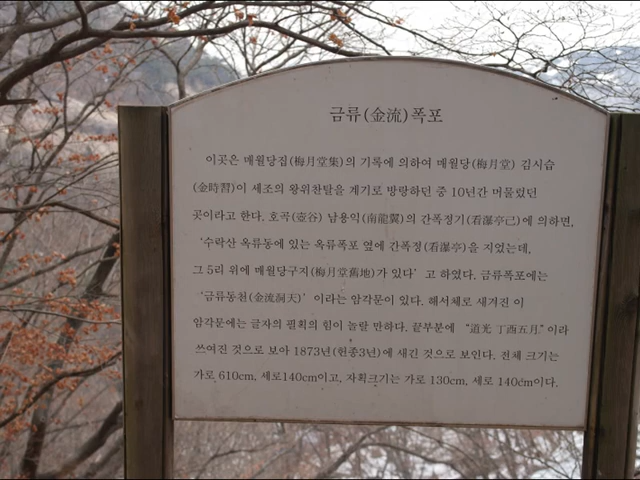 금류(金流)폭포
이곳은 매월당집(梅月堂集)의 기록에 의하여 매월당(梅月堂) 김시습
(金時習)이 세조의 왕위찬탈을 계기로 방랑하던 중 10년간 머물렀던
곳이라고 한다. 호곡(壺谷) 남용익(南龍翼)의 간폭정기(看瀑亭己)에 의하면,
‘수락산 옥류동에 있는 옥류폭포 옆에 간폭정(看瀑亭)을 지었는데,
그 5리 위에 매월당구지(梅月堂舊地)가 있다’ 고 하였다. 금류폭포에는
‘금류동천(金流洞天)’ 이라는 암각문이 있다. 해서체로 새겨진 이
암각문에는 글자의 필획의 힘이 놀랄 만하다. 끝부분에 “道光 丁酉五月”이라
쓰여진 것으로 보아 1873년(헌종3년)에 새긴 것으로 보인다. 전체 크기는
가로 610cm, 세로140cm이고, 자획크기는 가로 130cm, 세로 140cm이다.